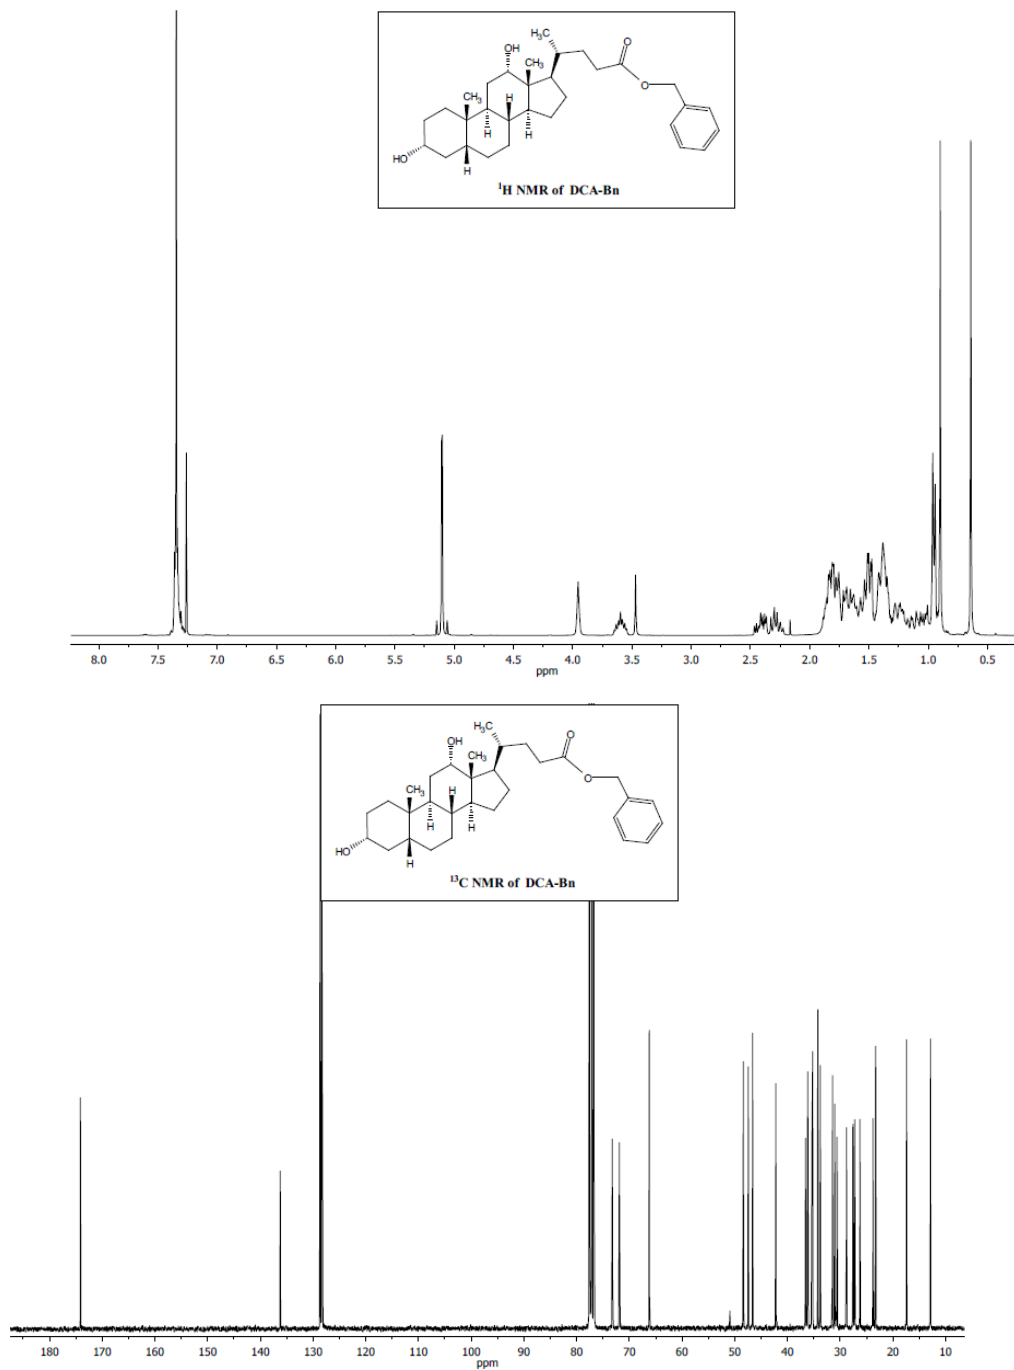 H₃C
O
OH
CH₃
O
CH₃
H
H
H
HO
H
¹H NMR of DCA-Bn
8.0 7.5 7.0 6.5 6.0 5.5 5.0 4.5 4.0 3.5 3.0 2.5 2.0 1.5 1.0 0.5
ppm
H₃C
O
OH
CH₃
O
CH₃
H
H
H
HO
H
¹³C NMR of DCA-Bn
180 170 160 150 140 130 120 110 100 90 80 70 60 50 40 30 20 10
ppm